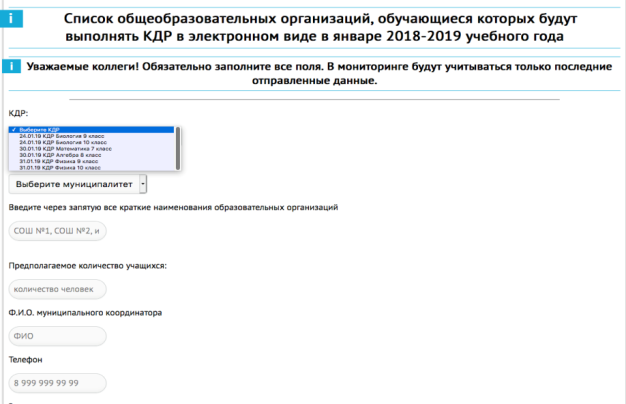 i
Список общеобразовательных организаций, обучающиеся которых будут
выполнять КДР в электронном виде в январе 2018-2019 учебного года
i Уважаемые коллеги! Обязательно заполните все поля. В мониторинге будут учитываться только последние
отправленные данные.
КДР:
✓ Выберите КДР
24.01.19 КДР Биология 9 класс
24.01.19 КДР Биология 10 класс
30.01.19 КДР Математика 7 класс
30.01.19 КДР Алгебра 8 класс
31.01.19 КДР Физика 9 класс
31.01.19 КДР Физика 10 класс
Выберите муниципалитет
Введите через запятую все краткие наименования образовательных организаций
СОШ №1, СОШ №2, и
Предполагаемое количество учащихся:
количество человек
Ф.И.О. муниципального координатора
ФИО
Телефон
8 999 999 99 99